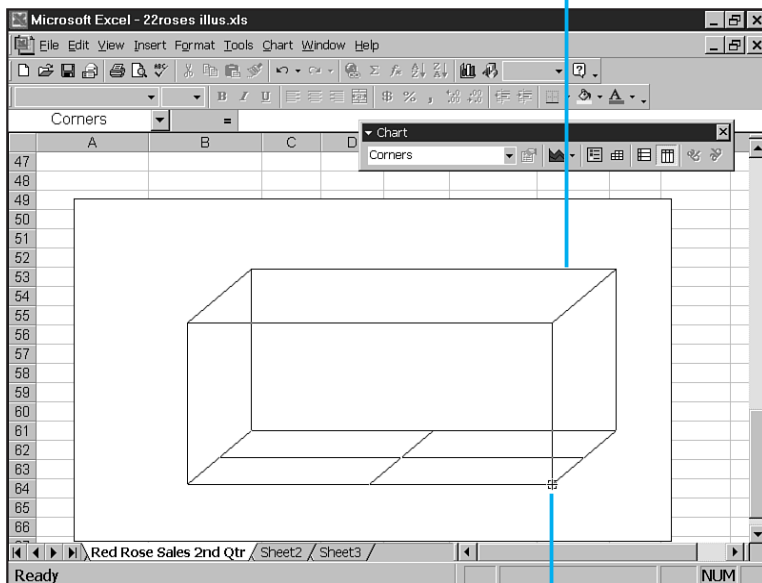 Microsoft Excel - 22roses illus.xls
File Edit View Insert Format Tools Chart Window Help
B I U $ % ,
Corners =
Chart
Corners
A B C D
47
48
49
50
51
52
53
54
55
56
57
58
59
60
61
62
63
64
65
66
Red Rose Sales 2nd Qtr Sheet2 Sheet3
Ready NUM